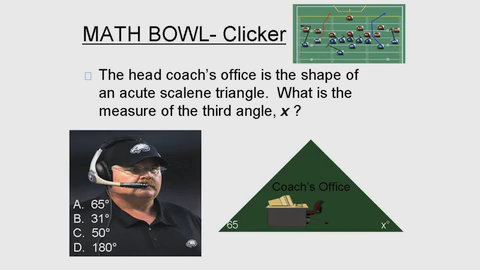 MATH BOWL- Clicker
The head coach's office is the shape of
an acute scalene triangle. What is the
measure of the third angle, x ?
A. 65°
B. 31°
C. 50°
D. 180°
Coach's Office
65
x°